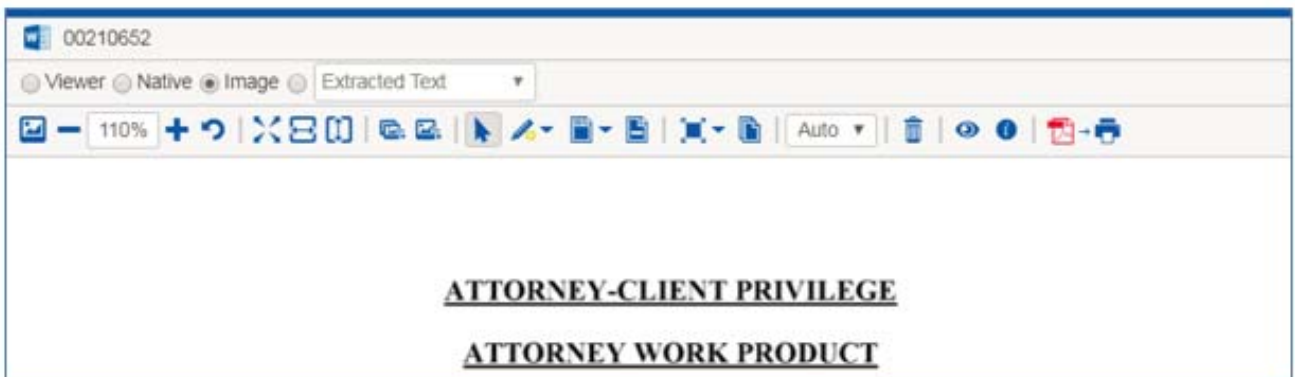 00210652
Viewer Native Image Extracted Text
110% Auto
ATTORNEY-CLIENT PRIVILEGE
ATTORNEY WORK PRODUCT